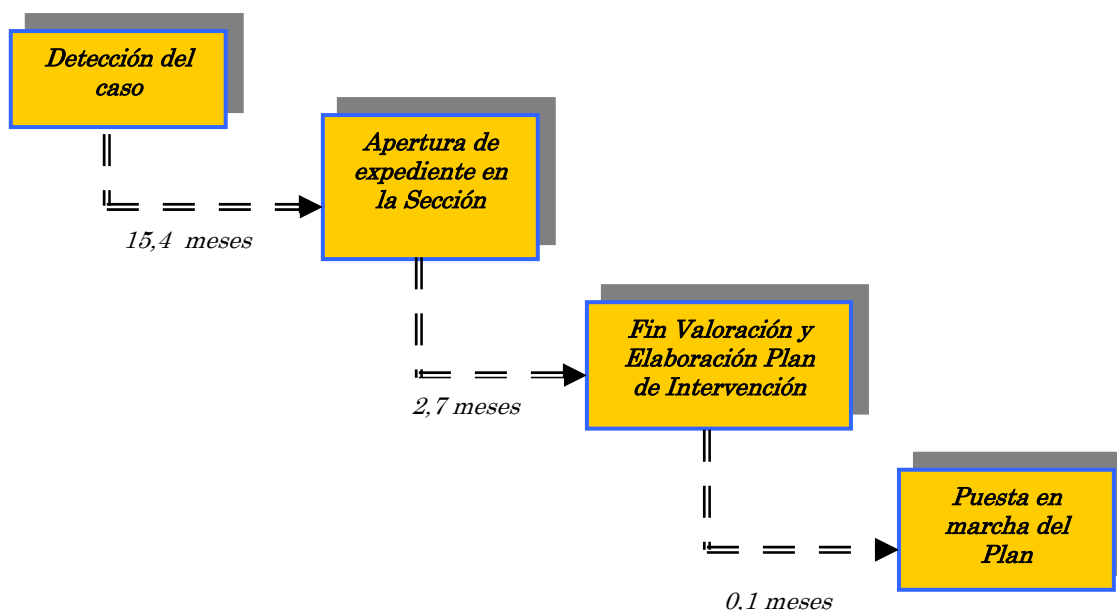 Detección del
caso
Apertura de
expediente en
la Sección
15,4 meses
Fin Valoración y
Elaboración Plan
de Intervención
2,7 meses
Puesta en
marcha del
Plan
0,1 meses